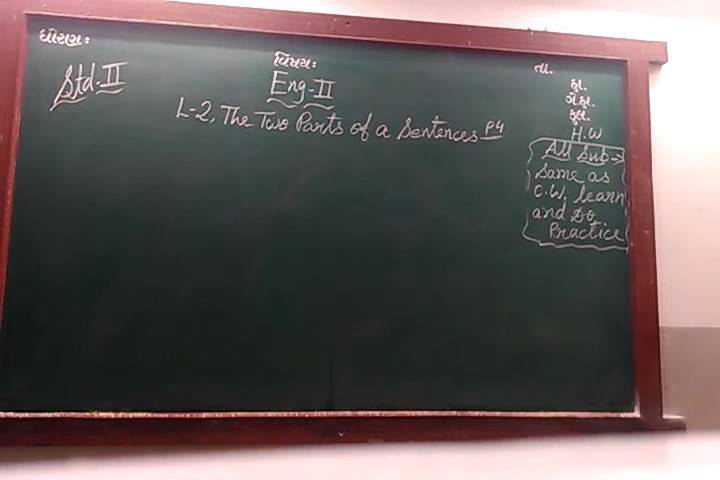 ધોરણ:
વિષય:
તા.
Std-II
Eng-II
હા.
ગેહા.
કુલ.
L-2, The Two Parts of a Sentences P4
H.W
All Sub→
Same as
C.W, learn
and Do
Practice